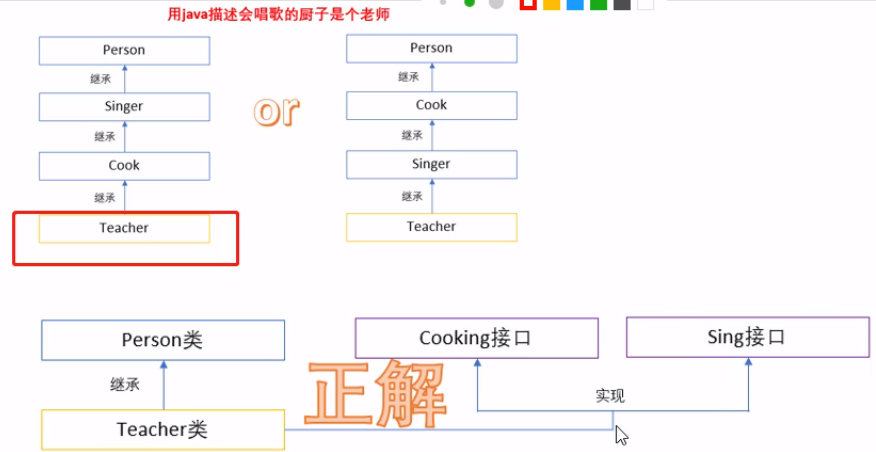 用java描述会唱歌的厨子是个老师
Person
继承
Singer
继承
Cook
继承
Teacher
or
Person
继承
Cook
继承
Singer
继承
Teacher
Person类
继承
Teacher类
正解
Cooking接口
Sing接口
实现